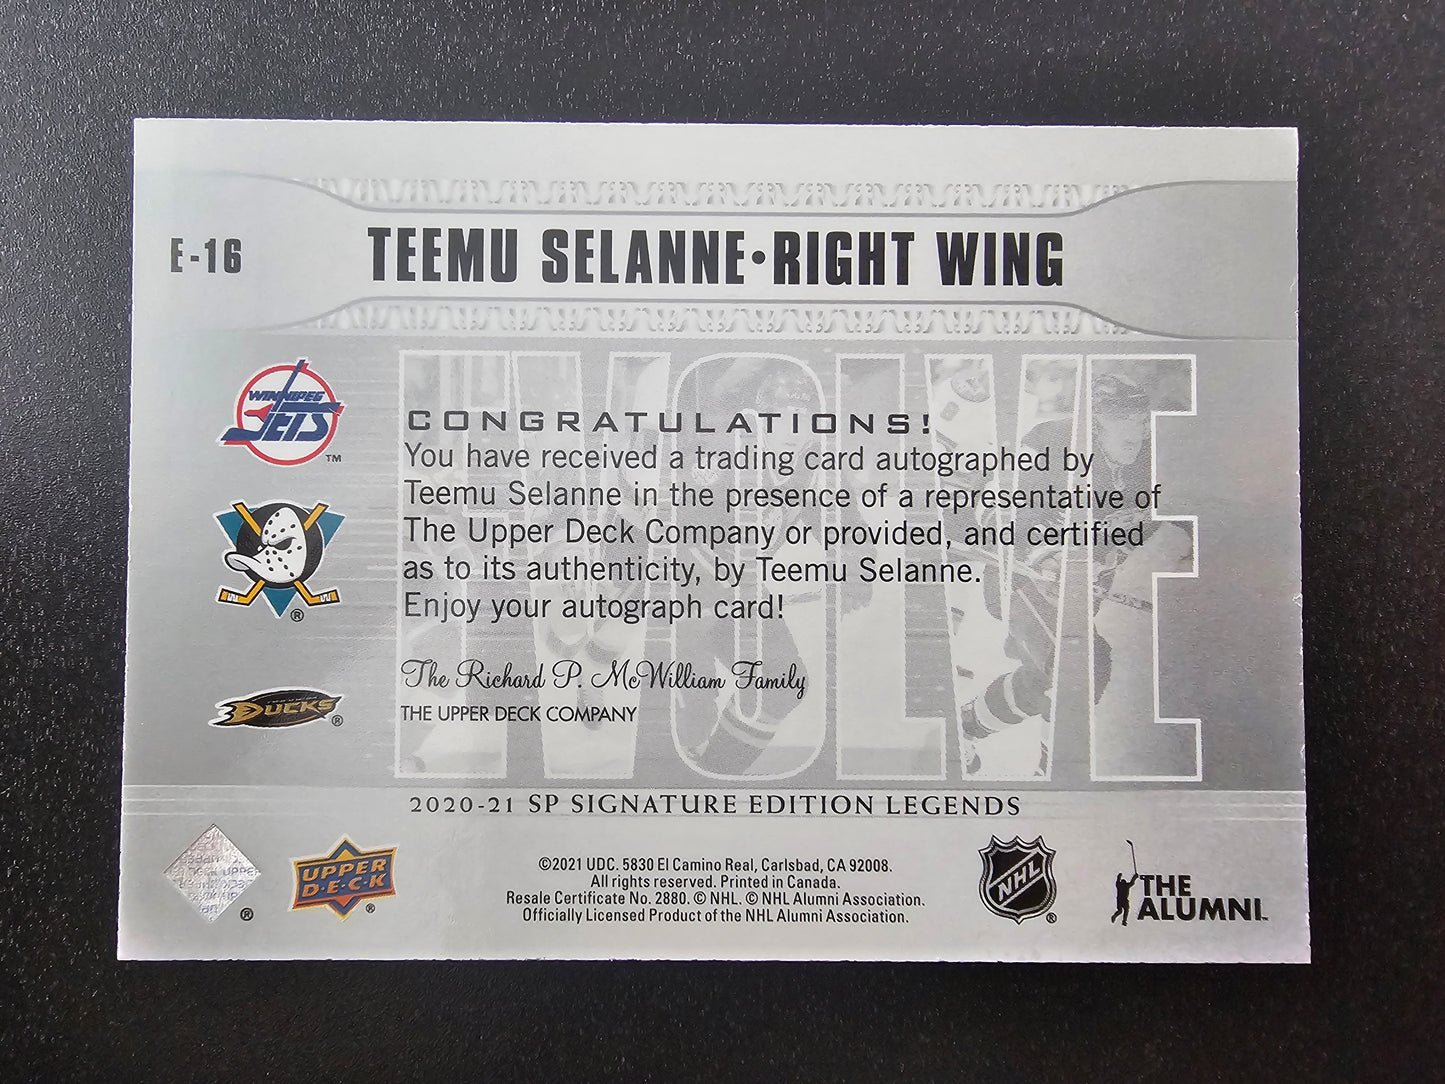 E-16
TEEMU SELANNE•RIGHT WING
EVOLVE
WINNIPEG
JETS
TM
CONGRATULATIONS!
You have received a trading card autographed by
Teemu Selanne in the presence of a representative of
The Upper Deck Company or provided, and certified
as to its authenticity, by Teemu Selanne.
Enjoy your autograph card!
®
DUCKS®
The Richard P. McWilliam Family
THE UPPER DECK COMPANY
2020-21 SP SIGNATURE EDITION LEGENDS
®
UPPER
D·E·C·K
®
©2021 UDC. 5830 El Camino Real, Carlsbad, CA 92008.
All rights reserved. Printed in Canada.
Resale Certificate No. 2880. © NHL. © NHL Alumni Association.
Officially Licensed Product of the NHL Alumni Association.
NHL
®
THE
ALUMNI™